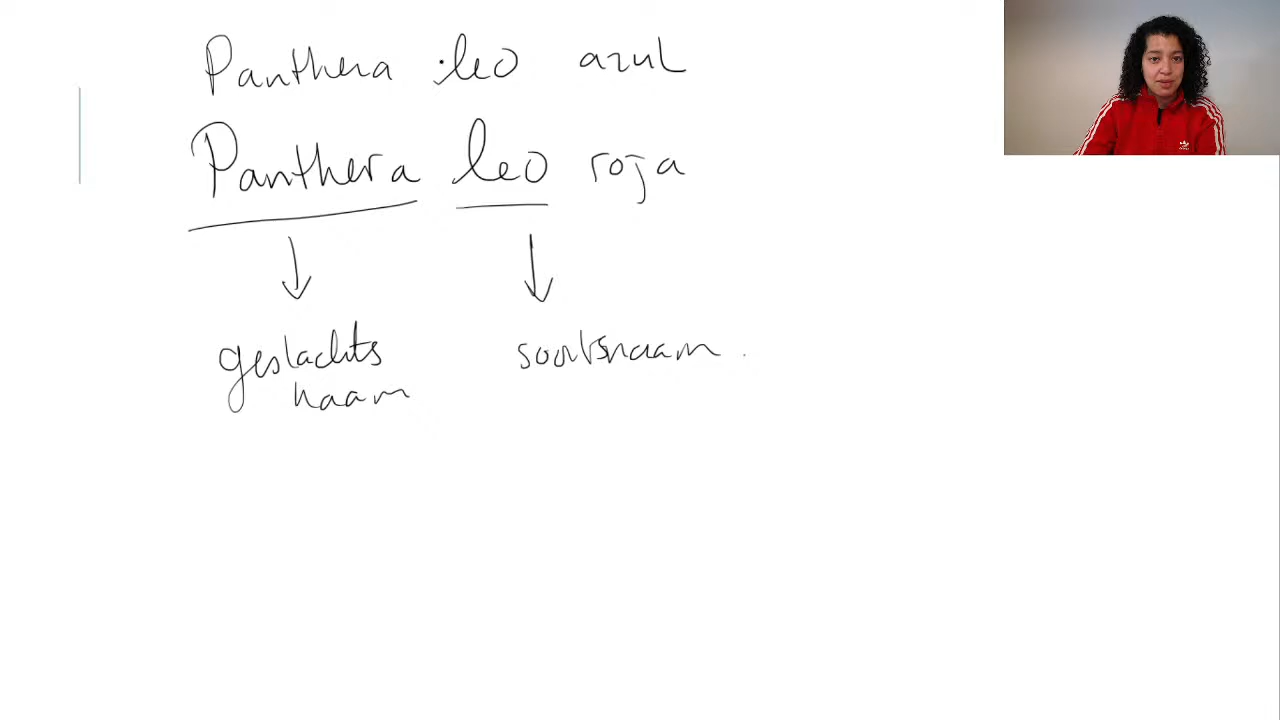 Panthera leo azul
Panthera leo roja
geslachts soortsnaam
naam